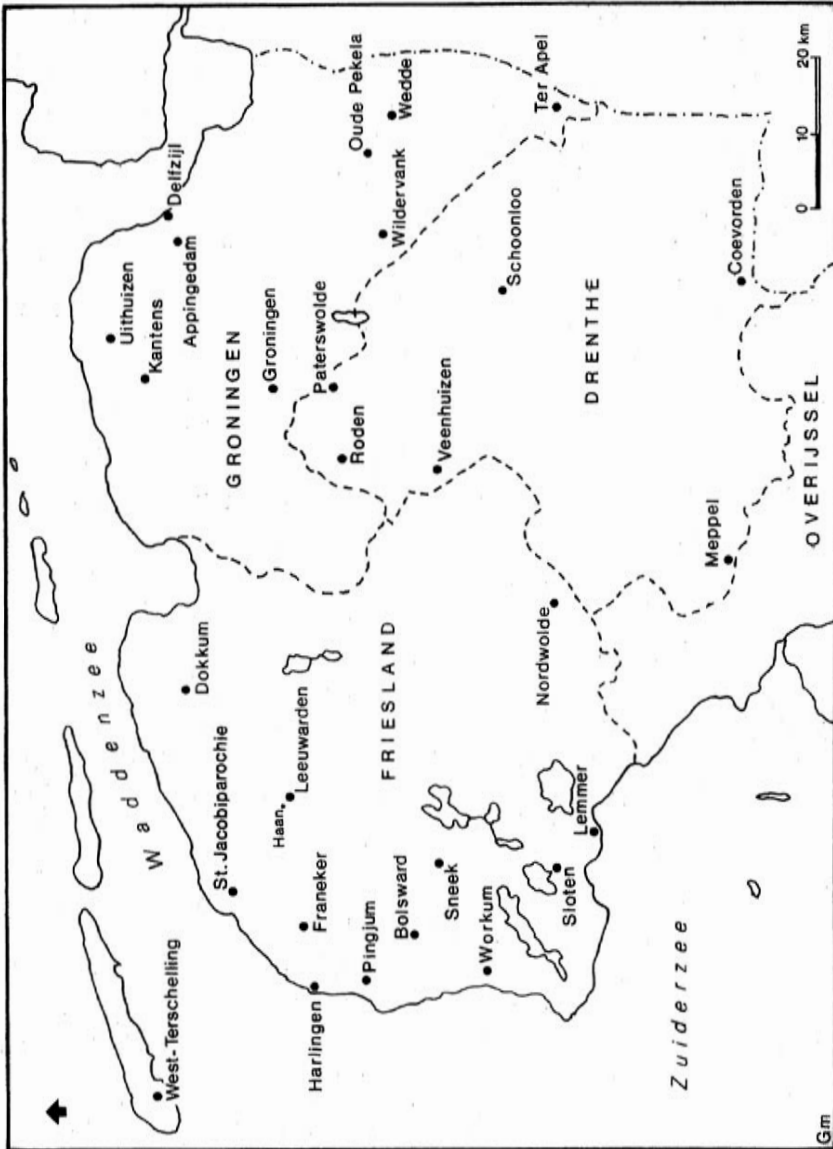 West-Terschelling
Waddenzee
Harlingen
St. Jacobiparochie
Franeker
Pingjum
Bolsward
Sneek
Workum
Sloten
Lemmer
Haan
Leeuwarden
Dokkum
FRIESLAND
Nordwolde
Zuiderzee
Uithuizen
Kantens
Delfzijl
Appingedam
GRONINGEN
Groningen
Paterswolde
Roden
Veenhuizen
Oude Pekela
Wedde
Wildervank
Ter Apel
Schoonloo
DRENTHE
Coevorden
Meppel
OVERIJSSEL
0 10 20 km
Gm